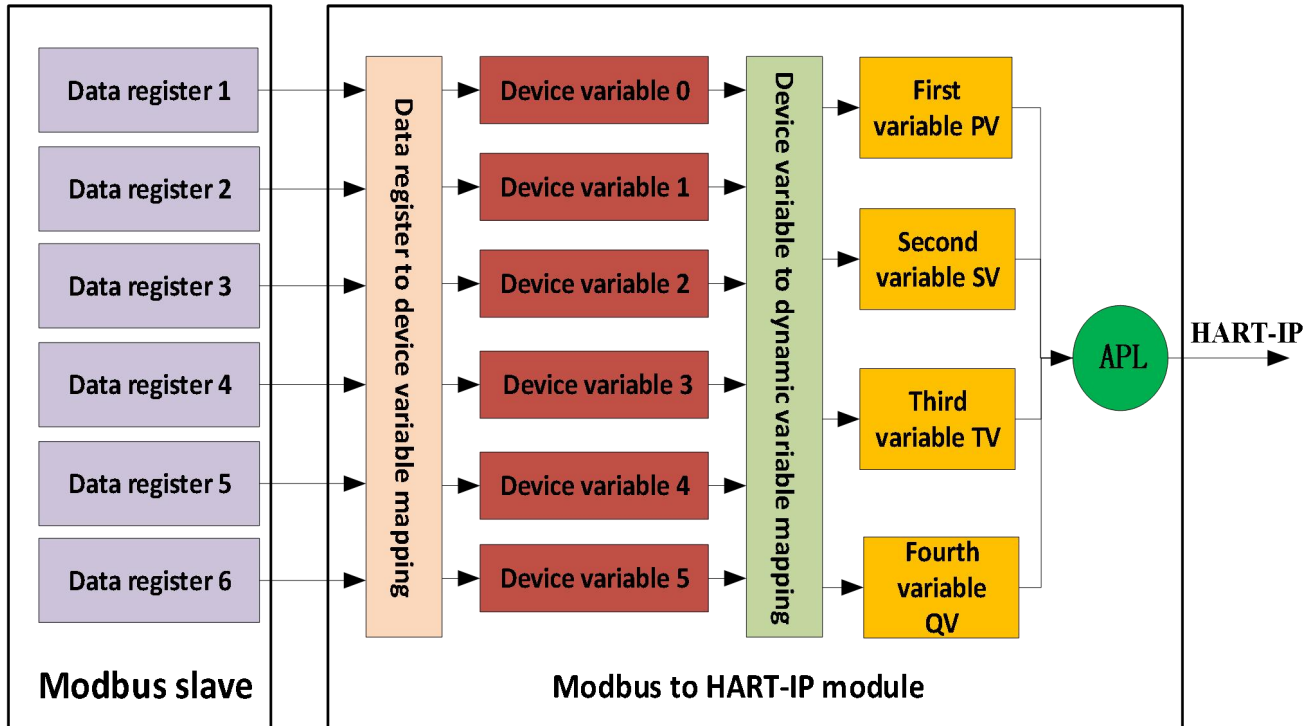 Data register 1
Data register 2
Data register 3
Data register 4
Data register 5
Data register 6
Modbus slave
Data register to device variable mapping
Device variable 0
Device variable 1
Device variable 2
Device variable 3
Device variable 4
Device variable 5
Device variable to dynamic variable mapping
First
variable PV
Second
variable SV
Third
variable TV
Fourth
variable
QV
APL
HART-IP
Modbus to HART-IP module